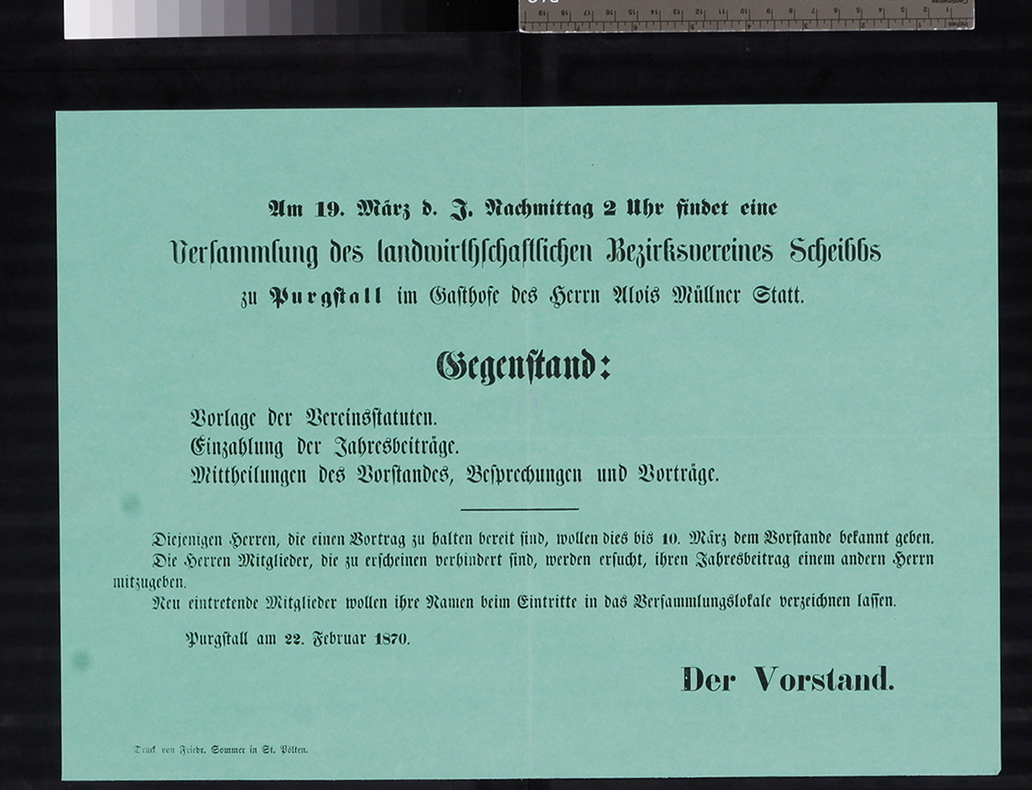 Am 19. März d. J. Nachmittag 2 Uhr findet eine
Versammlung des landwirthschaftlichen Bezirksvereines Scheibbs
zu Purgstall im Gasthofe des Herrn Alois Müllner Statt.
Gegenstand:
Vorlage der Vereinsstatuten.
Einzahlung der Jahresbeiträge.
Mittheilungen des Vorstandes, Besprechungen und Vorträge.
Diejenigen Herren, die einen Vortrag zu halten bereit sind, wollen dies bis 10. März dem Vorstande bekannt geben.
Die Herren Mitglieder, die zu erscheinen verhindert sind, werden ersucht, ihren Jahresbeitrag einem andern Herrn
mitzugeben.
Neu eintretende Mitglieder wollen ihre Namen beim Eintritte in das Versammlungslokale verzeichnen lassen.
Purgstall am 22. Februar 1870.
Der Vorstand.
Druck von Friedr. Sommer in St. Pölten.